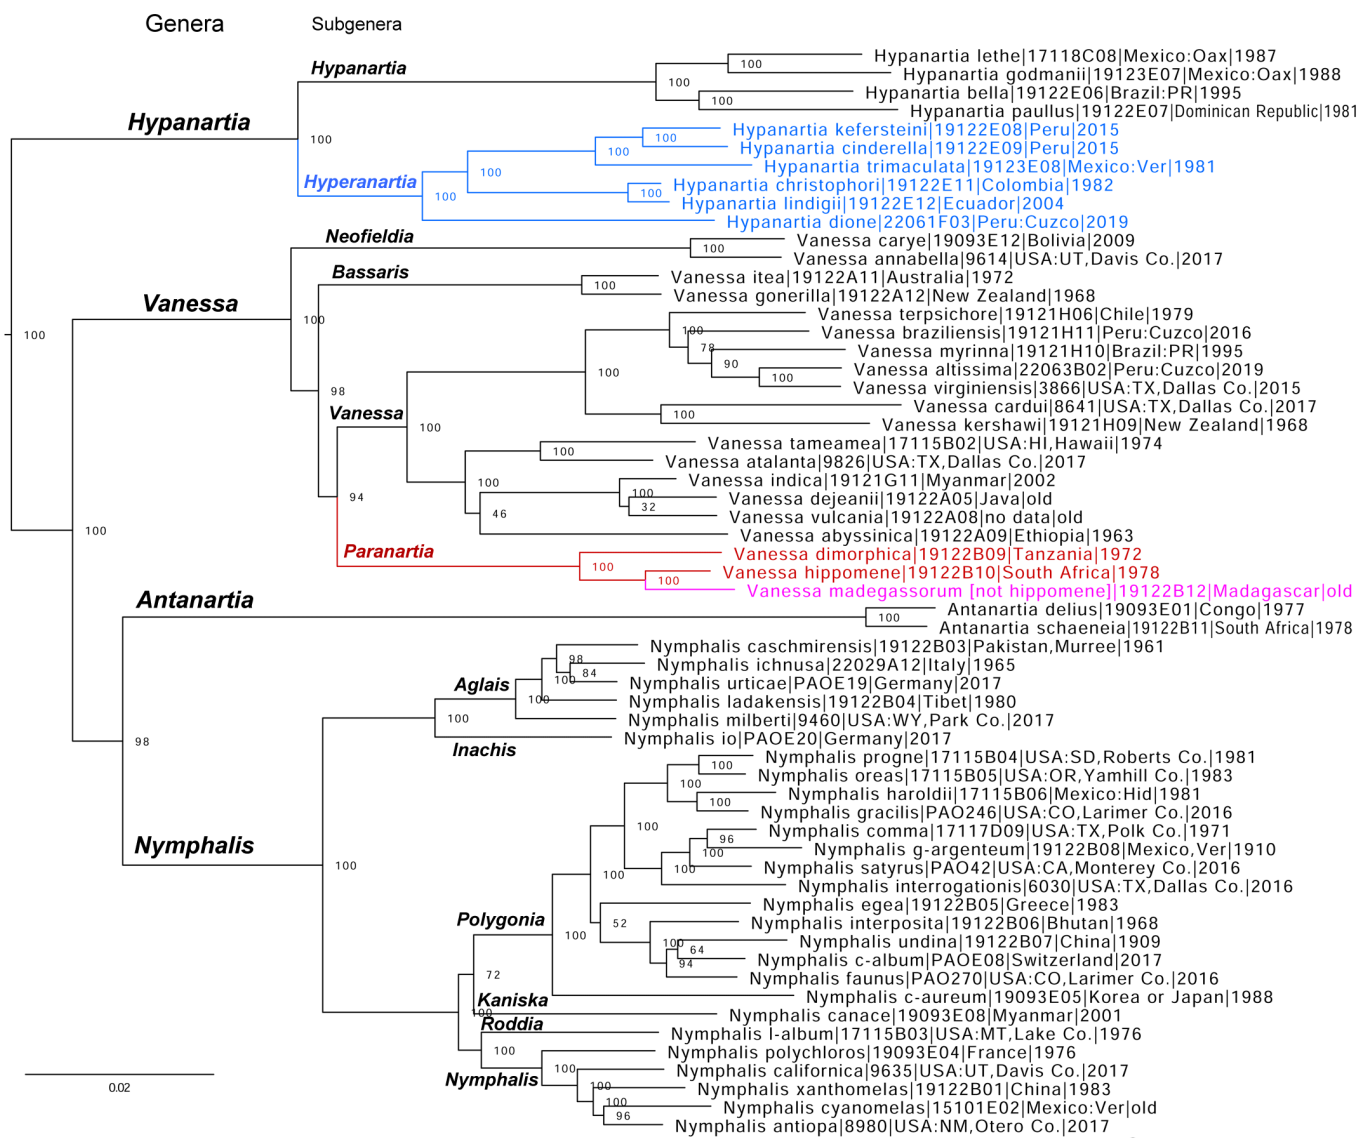 Genera
Subgenera
Hypanartia lethe|17118C08|Mexico:Oax|1987
Hypanartia
100
Hypanartia godmanii|19123E07|Mexico:Oax|1988
100
Hypanartia bella|19122E06|Brazil:PR|1995
100
Hypanartia paullus|19122E07|Dominican Republic|1981
Hypanartia
100
Hypanartia kefersteini|19122E08|Peru|2015
100
Hypanartia cinderella|19122E09|Peru|2015
100
Hypanartia trimaculata|19123E08|Mexico:Ver|1981
100
Hyperanartia
Hypanartia christophori|19122E11|Colombia|1982
100
100
Hypanartia lindigii|19122E12|Ecuador|2004
Hypanartia dione|22061F03|Peru:Cuzco|2019
Neofieldia
Vanessa carye|19093E12|Bolivia|2009
100
Vanessa annabella|9614|USA:UT,Davis Co.|2017
Bassaris
Vanessa itea|19122A11|Australia|1972
100
Vanessa gonerilla|19122A12|New Zealand|1968
Vanessa
100
Vanessa terpsichore|19121H06|Chile|1979
100
Vanessa braziliensis|19121H11|Peru:Cuzco|2016
100
78
Vanessa myrinna|19121H10|Brazil:PR|1995
90
Vanessa altissima|22063B02|Peru:Cuzco|2019
100
100
Vanessa virginiensis|3866|USA:TX,Dallas Co.|2015
98
Vanessa cardui|8641|USA:TX,Dallas Co.|2017
Vanessa
100
Vanessa kershawi|19121H09|New Zealand|1968
100
Vanessa tameamea|17115B02|USA:HI,Hawaii|1974
100
Vanessa atalanta|9826|USA:TX,Dallas Co.|2017
100
Vanessa indica|19121G11|Myanmar|2002
100
94
Vanessa dejeanii|19122A05|Java|old
32
46
Vanessa vulcania|19122A08|no data|old
100
Vanessa abyssinica|19122A09|Ethiopia|1963
Paranartia
Vanessa dimorphica|19122B09|Tanzania|1972
100
Vanessa hippomene|19122B10|South Africa|1978
100
Vanessa madegassorum [not hippomene]|19122B12|Madagascar|old
Antanartia
Antanartia delius|19093E01|Congo|1977
100
Antanartia schaeneia|19122B11|South Africa|1978
Nymphalis caschmirensis|19122B03|Pakistan,Murree|1961
98
Nymphalis ichnusa|22029A12|Italy|1965
84
100
Nymphalis urticae|PAOE19|Germany|2017
Aglais
100
Nymphalis ladakensis|19122B04|Tibet|1980
100
Nymphalis milberti|9460|USA:WY,Park Co.|2017
98
Nymphalis io|PAOE20|Germany|2017
Inachis
Nymphalis progne|17115B04|USA:SD,Roberts Co.|1981
100
Nymphalis oreas|17115B05|USA:OR,Yamhill Co.|1983
100
Nymphalis haroldii|17115B06|Mexico:Hid|1981
100
Nymphalis gracilis|PAO246|USA:CO,Larimer Co.|2016
100
Nymphalis comma|17117D09|USA:TX,Polk Co.|1971
96
Nymphalis
Nymphalis g-argenteum|19122B08|Mexico,Ver|1910
100
100
Nymphalis satyrus|PAO42|USA:CA,Monterey Co.|2016
100
100
Nymphalis interrogationis|6030|USA:TX,Dallas Co.|2016
Nymphalis egea|19122B05|Greece|1983
Polygonia
52
Nymphalis interposita|19122B06|Bhutan|1968
100
100
Nymphalis undina|19122B07|China|1909
64
Nymphalis c-album|PAOE08|Switzerland|2017
94
72
Nymphalis faunus|PAO270|USA:CO,Larimer Co.|2016
Nymphalis c-aureum|19093E05|Korea or Japan|1988
Kaniska
100
Nymphalis canace|19093E08|Myanmar|2001
Roddia
Nymphalis l-album|17115B03|USA:MT,Lake Co.|1976
100
Nymphalis polychloros|19093E04|France|1976
Nymphalis
100
Nymphalis californica|9635|USA:UT,Davis Co.|2017
100
Nymphalis xanthomelas|19122B01|China|1983
0.02
100
Nymphalis cyanomelas|15101E02|Mexico:Ver|old
96
Nymphalis antiopa|8980|USA:NM,Otero Co.|2017